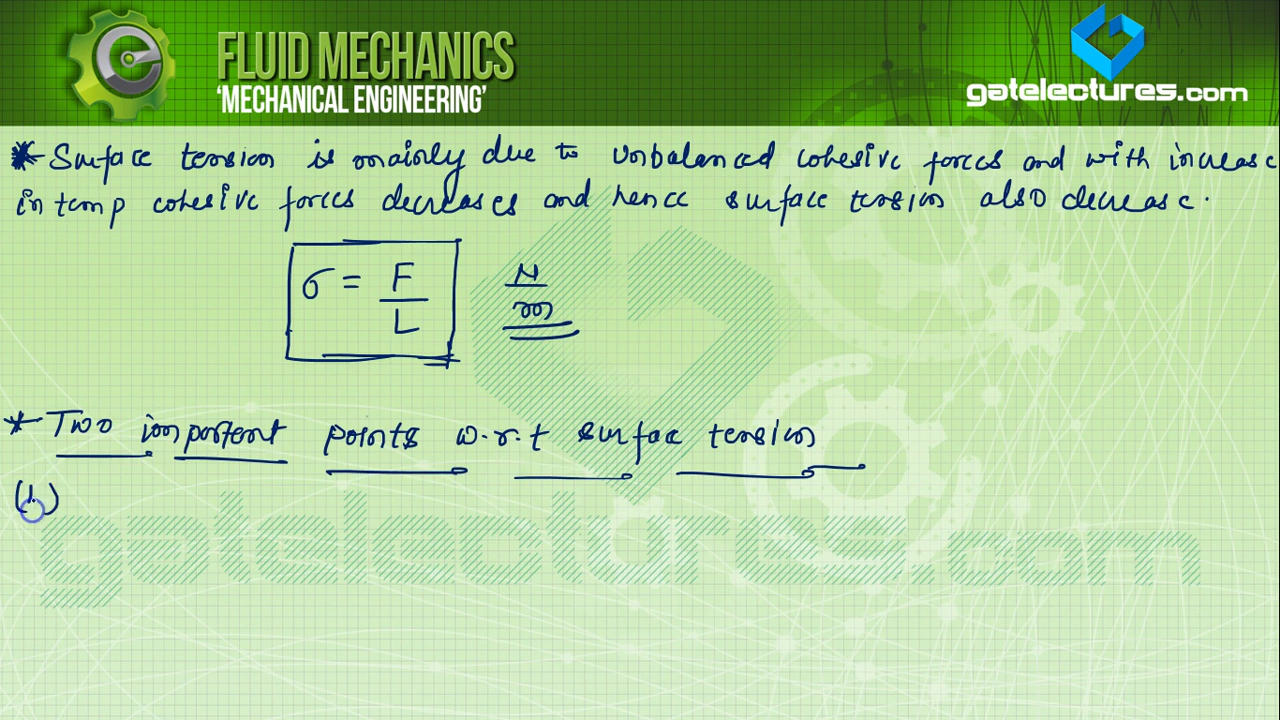 FLUID MECHANICS
'MECHANICAL ENGINEERING'
gatelectures.com
* Surface tension is mainly due to Unbalanced cohesive forces and with increase
in temp cohesive forces decreases and hence surface tension also decrease.
σ = F/L N/m
* Two important points w.r.t surfac tension
(1.)
gatelectures.com